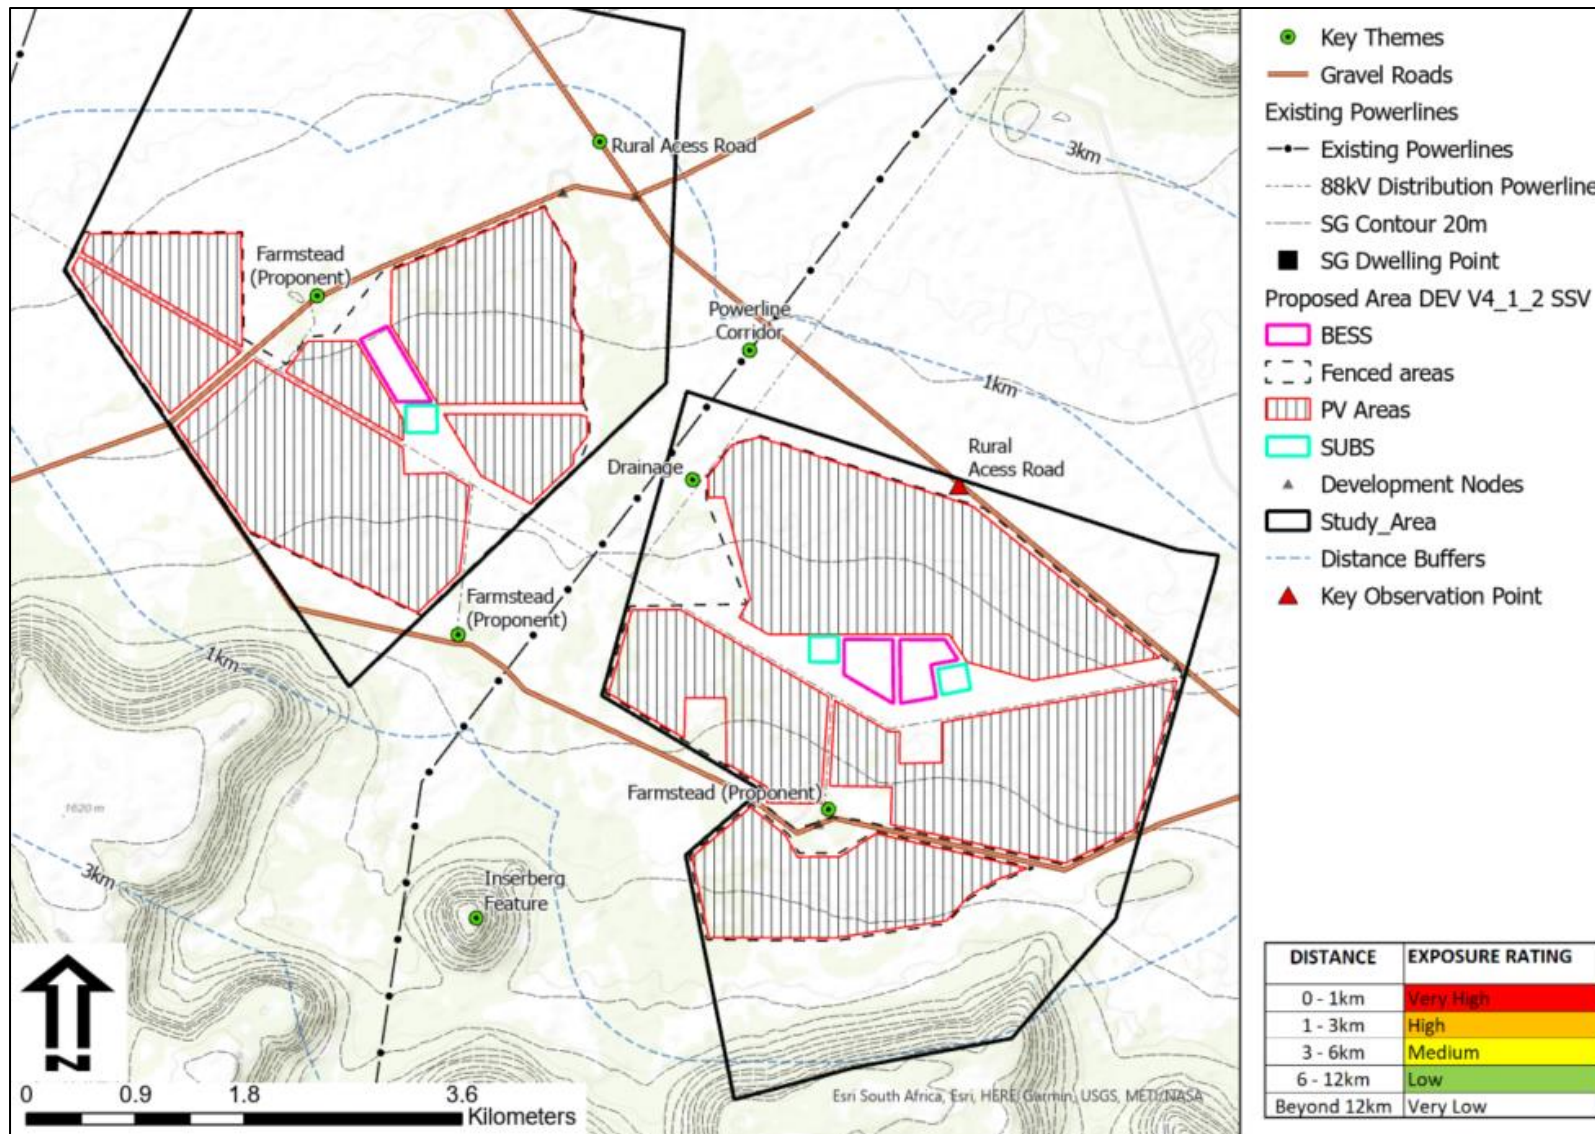 Rural Acess Road
3km
Farmstead
(Proponent)
Powerline
Corridor
1km
Rural
Acess Road
Drainage
Farmstead
(Proponent)
1km
Farmstead (Proponent)
1620 m
3km
Inserberg
Feature
N
0 0.9 1.8 3.6
Kilometers
Esri South Africa, Esri, HERE, Garmin, USGS, METI/NASA
Key Themes
Gravel Roads
Existing Powerlines
Existing Powerlines
88kV Distribution Powerline
SG Contour 20m
SG Dwelling Point
Proposed Area DEV V4_1_2 SSV
BESS
Fenced areas
PV Areas
SUBS
Development Nodes
Study_Area
Distance Buffers
Key Observation Point
DISTANCE EXPOSURE RATING
0 - 1km Very High
1 - 3km High
3 - 6km Medium
6 - 12km Low
Beyond 12km Very Low